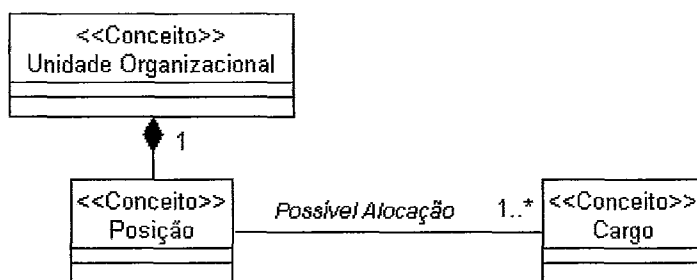 <<Conceito>>
Unidade Organizacional
1
<<Conceito>>
Posição
Possível Alocação
1..*
<<Conceito>>
Cargo